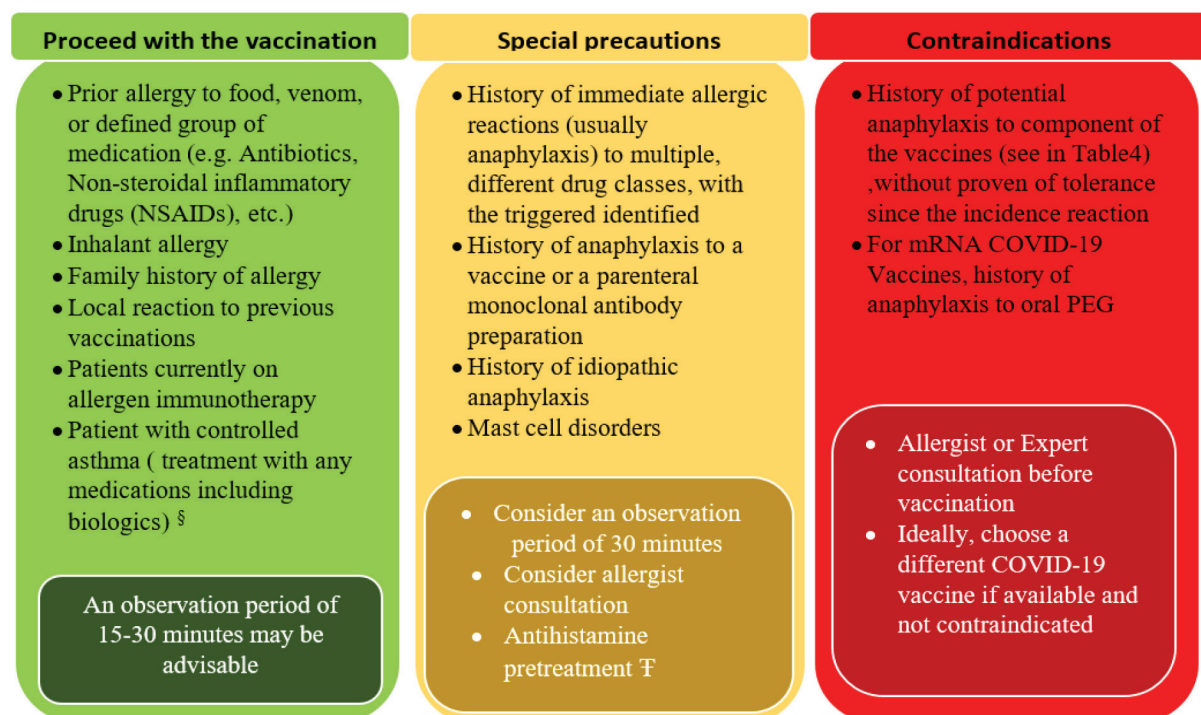 Proceed with the vaccination
• Prior allergy to food, venom,
or defined group of
medication (e.g. Antibiotics,
Non-steroidal inflammatory
drugs (NSAIDs), etc.)
• Inhalant allergy
• Family history of allergy
• Local reaction to previous
vaccinations
• Patients currently on
allergen immunotherapy
• Patient with controlled
asthma ( treatment with any
medications including
biologics) §
An observation period of
15-30 minutes may be
advisable
Special precautions
• History of immediate allergic
reactions (usually
anaphylaxis) to multiple,
different drug classes, with
the triggered identified
• History of anaphylaxis to a
vaccine or a parenteral
monoclonal antibody
preparation
• History of idiopathic
anaphylaxis
• Mast cell disorders
• Consider an observation
period of 30 minutes
• Consider allergist
consultation
• Antihistamine
pretreatment Ŧ
Contraindications
• History of potential
anaphylaxis to component of
the vaccines (see in Table4)
,without proven of tolerance
since the incidence reaction
• For mRNA COVID-19
Vaccines, history of
anaphylaxis to oral PEG
• Allergist or Expert
consultation before
vaccination
• Ideally, choose a
different COVID-19
vaccine if available and
not contraindicated